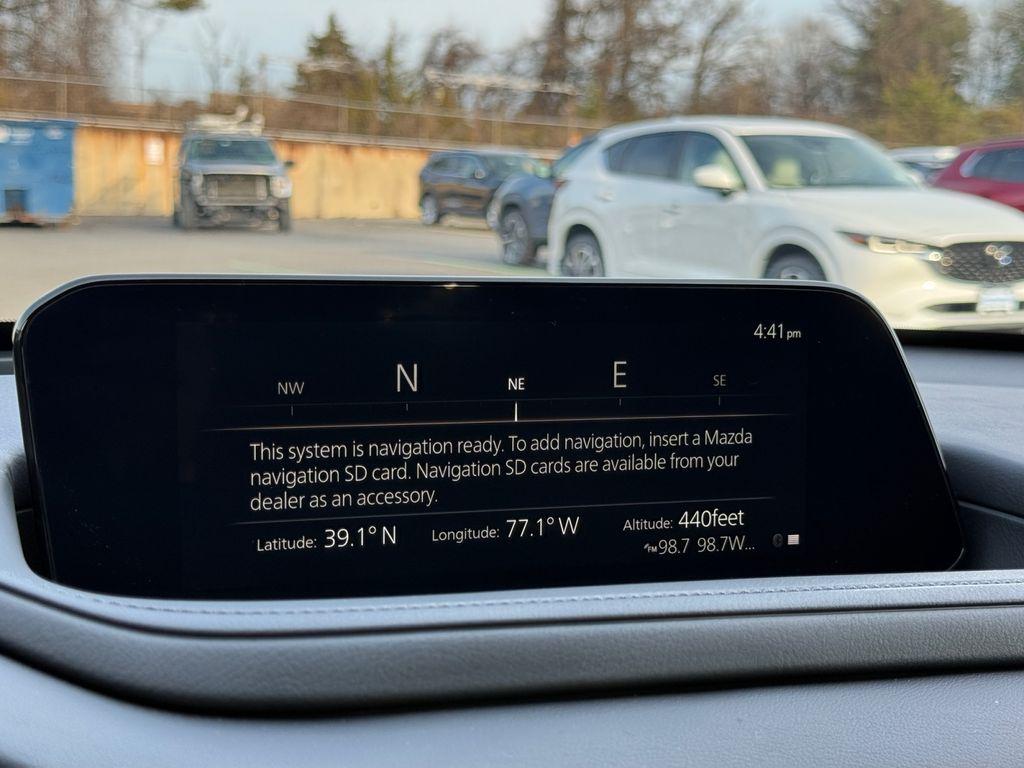 4:41pm
NW N NE E SE
This system is navigation ready. To add navigation, insert a Mazda
navigation SD card. Navigation SD cards are available from your
dealer as an accessory.
Latitude: 39.1° N Longitude: 77.1° W Altitude: 440feet
FM 98.7 98.7W...